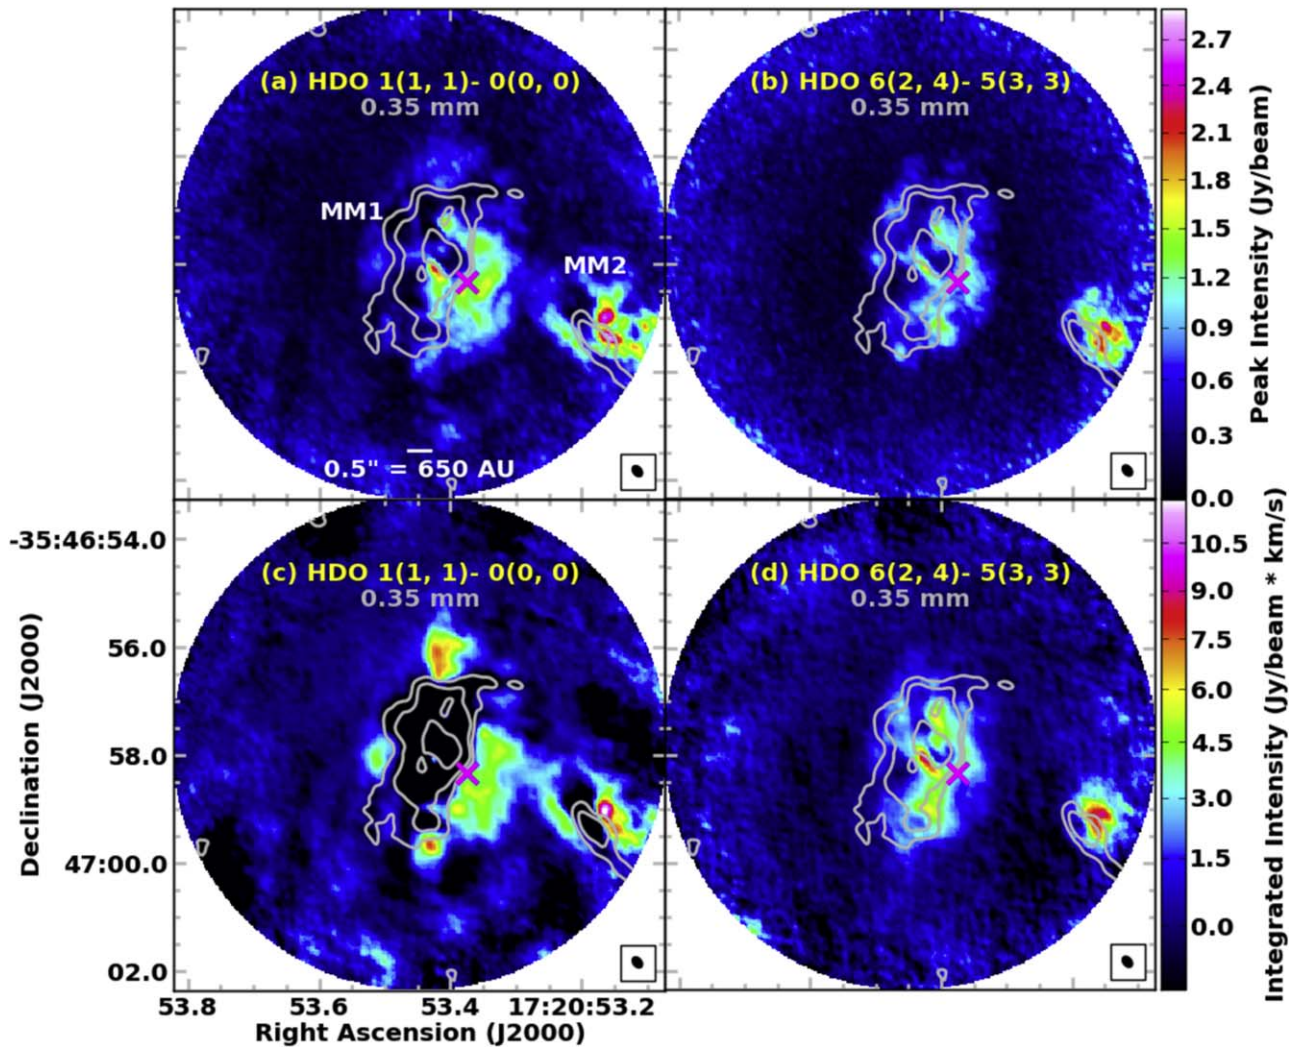 (a) HDO 1(1, 1)- 0(0, 0)
0.35 mm
MM1
MM2
0.5" = 650 AU
(b) HDO 6(2, 4)- 5(3, 3)
0.35 mm
2.7
2.4
2.1
1.8
1.5
1.2
0.9
0.6
0.3
0.0
Peak Intensity (Jy/beam)
(c) HDO 1(1, 1)- 0(0, 0)
0.35 mm
(d) HDO 6(2, 4)- 5(3, 3)
0.35 mm
-35:46:54.0
56.0
58.0
47:00.0
02.0
Declination (J2000)
53.8
53.6
53.4
17:20:53.2
Right Ascension (J2000)
10.5
9.0
7.5
6.0
4.5
3.0
1.5
0.0
Integrated Intensity (Jy/beam * km/s)